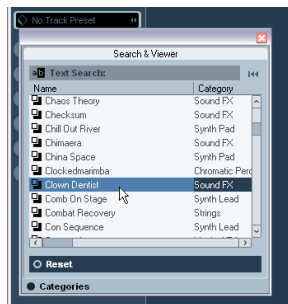 No Track Preset
Search & Viewer
Text Search:
Name Category
Chaos Theory Sound FX
Checksum Sound FX
Chill Out River Synth Pad
Chimaera Sound FX
China Space Synth Pad
Clockedmarimba Chromatic Perc
Clown Dentist Sound FX
Comb On Stage Synth Lead
Combat Recovery Strings
Con Sequence Synth Lead
Reset
Categories